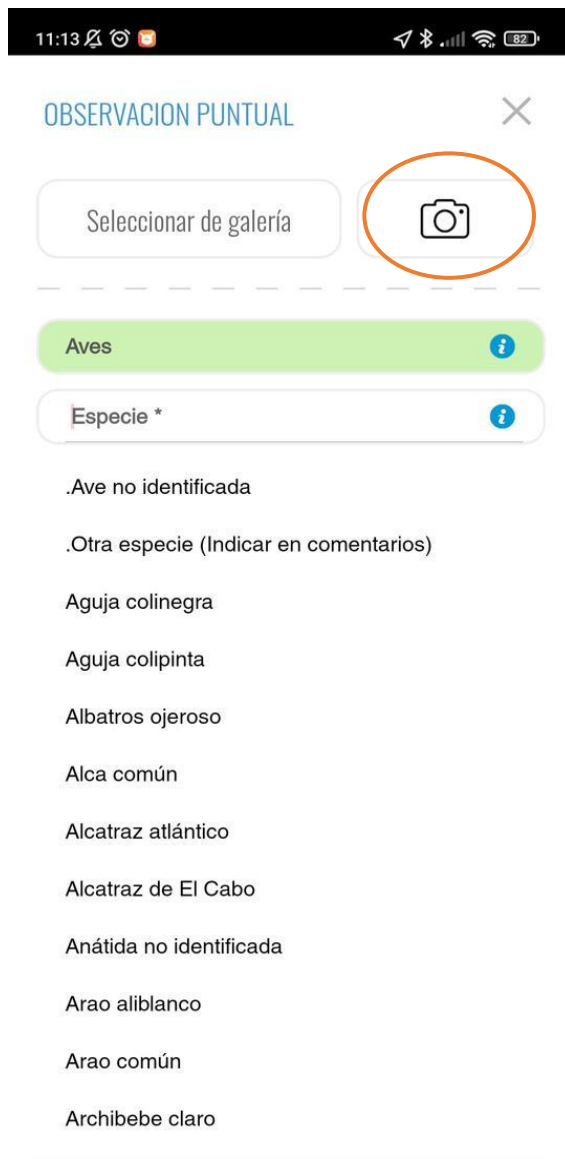 11:13 82
OBSERVACION PUNTUAL
Seleccionar de galería
Aves
Especie *
.Ave no identificada
.Otra especie (Indicar en comentarios)
Aguja colinegra
Aguja colipinta
Albatros ojeroso
Alca común
Alcatraz atlántico
Alcatraz de El Cabo
Anátida no identificada
Arao aliblanco
Arao común
Archibebe claro